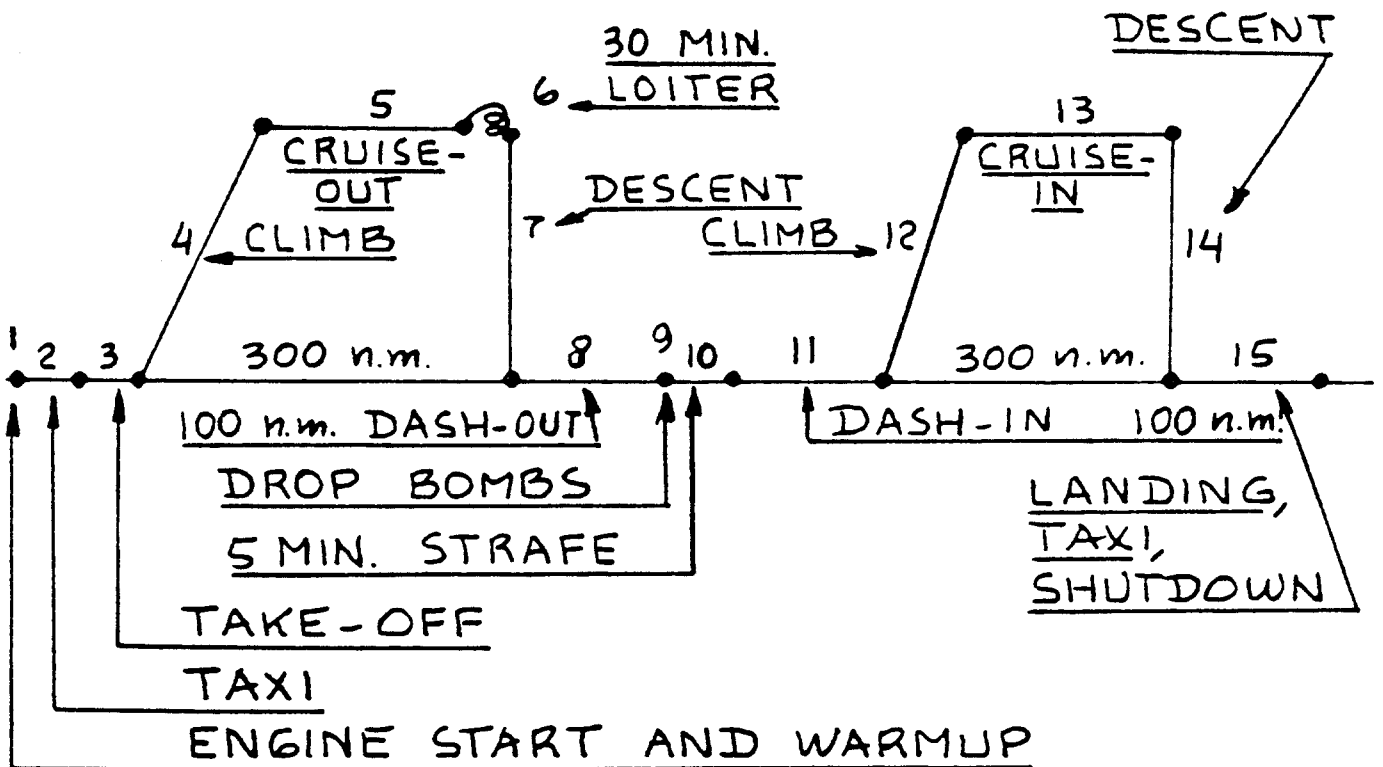 DESCENT
30 MIN.
LOITER
6
5
13
CRUISE-
OUT
CRUISE-
IN
DESCENT
7
CLIMB
12
4
CLIMB
14
1
2
3
300 n.m.
8
9
10
11
300 n.m.
15
100 n.m. DASH-OUT
DASH-IN 100 n.m.
DROP BOMBS
LANDING,
TAXI,
SHUTDOWN
5 MIN. STRAFE
TAKE-OFF
TAXI
ENGINE START AND WARMUP